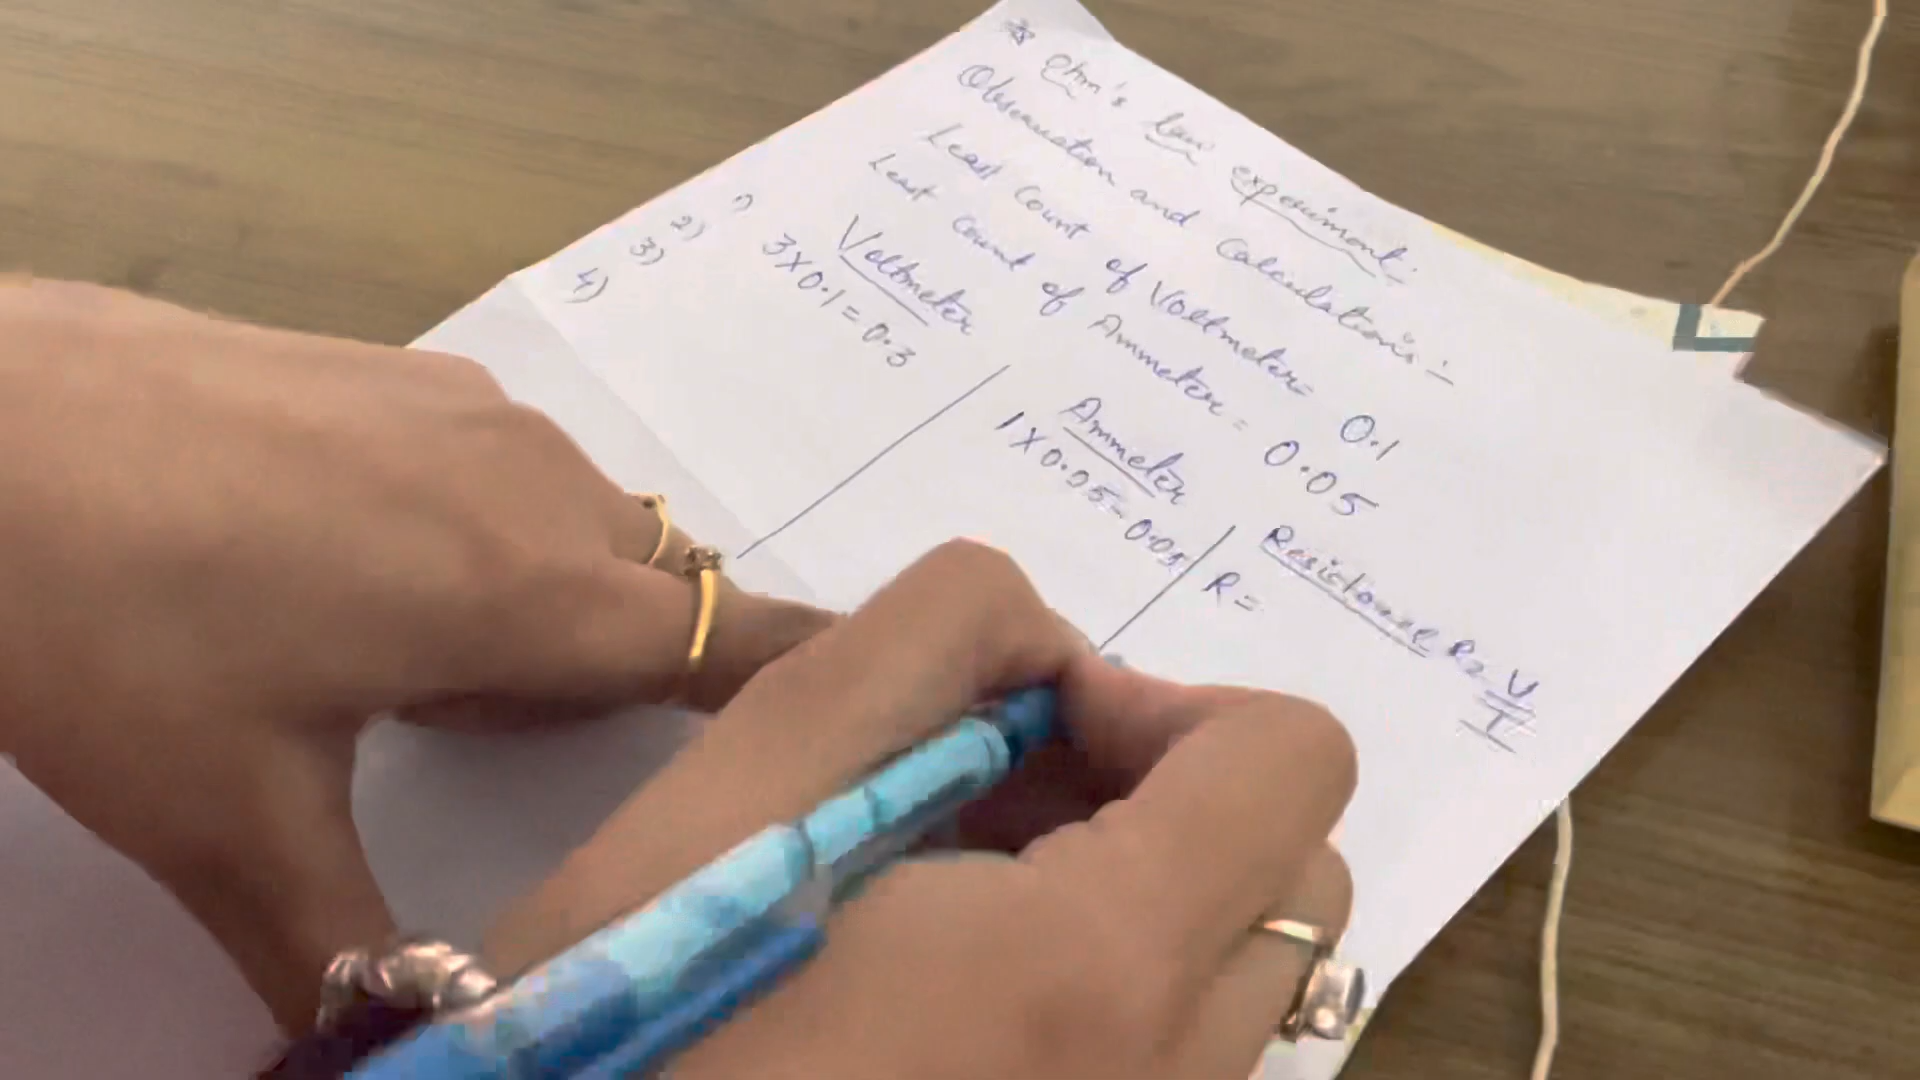 * Ohm's law experiment:-
Observation and Calculation's:-
Least Count of Voltmeter= 0.1
Least Count of Ammeter= 0.05
Voltmeter Ammeter Resistance R= V/I
1) 3X0.1=0.3 1X0.05=0.05 R=
2)
3)
4)